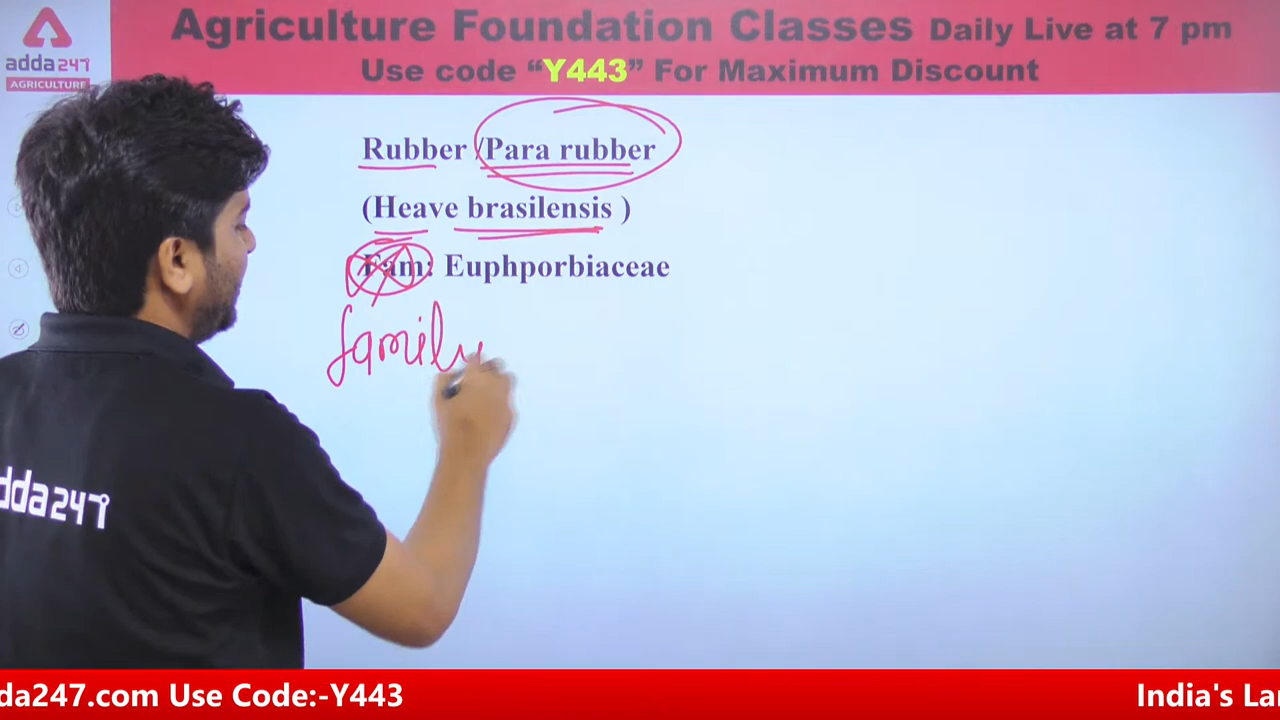 Agriculture Foundation Classes Daily Live at 7 pm
Use code “Y443” For Maximum Discount
adda247
AGRICULTURE
Rubber /Para rubber
(Heave brasilensis )
Fam: Euphporbiaceae
family
dda247
da247.com Use Code:-Y443
India's La